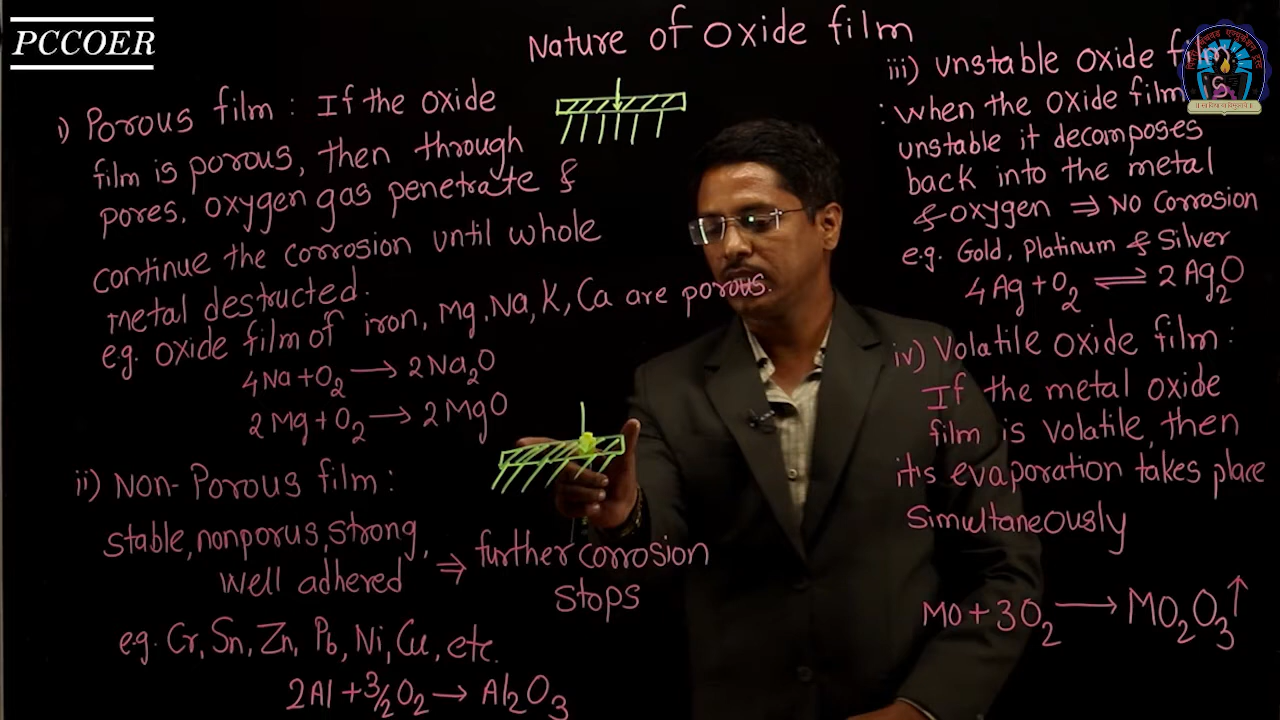 PCCOER
Nature of Oxide film
i) Porous film : If the oxide
film is porous, then through
pores, oxygen gas penetrate &
continue the corrosion until whole
metal destructed.
e.g. oxide film of iron, Mg, Na, K, Ca are porous.
4Na + O2 → 2Na2O
2Mg + O2 → 2MgO
ii) Non-Porous film :
stable, nonporus, strong,
well adhered ⇒ further corrosion
stops
e.g. Cr, Sn, Zn, Pb, Ni, Cu, etc.
2Al + 3/2 O2 → Al2O3
iii) Unstable oxide film
: when the oxide film is
unstable it decomposes
back into the metal
& oxygen ⇒ No Corrosion
e.g. Gold, Platinum & Silver
4Ag + O2 ⇌ 2Ag2O
iv) Volatile oxide film :
If the metal oxide
film is volatile, then
it's evaporation takes place
simultaneously
Mo + 3O2 → MO2O3↑